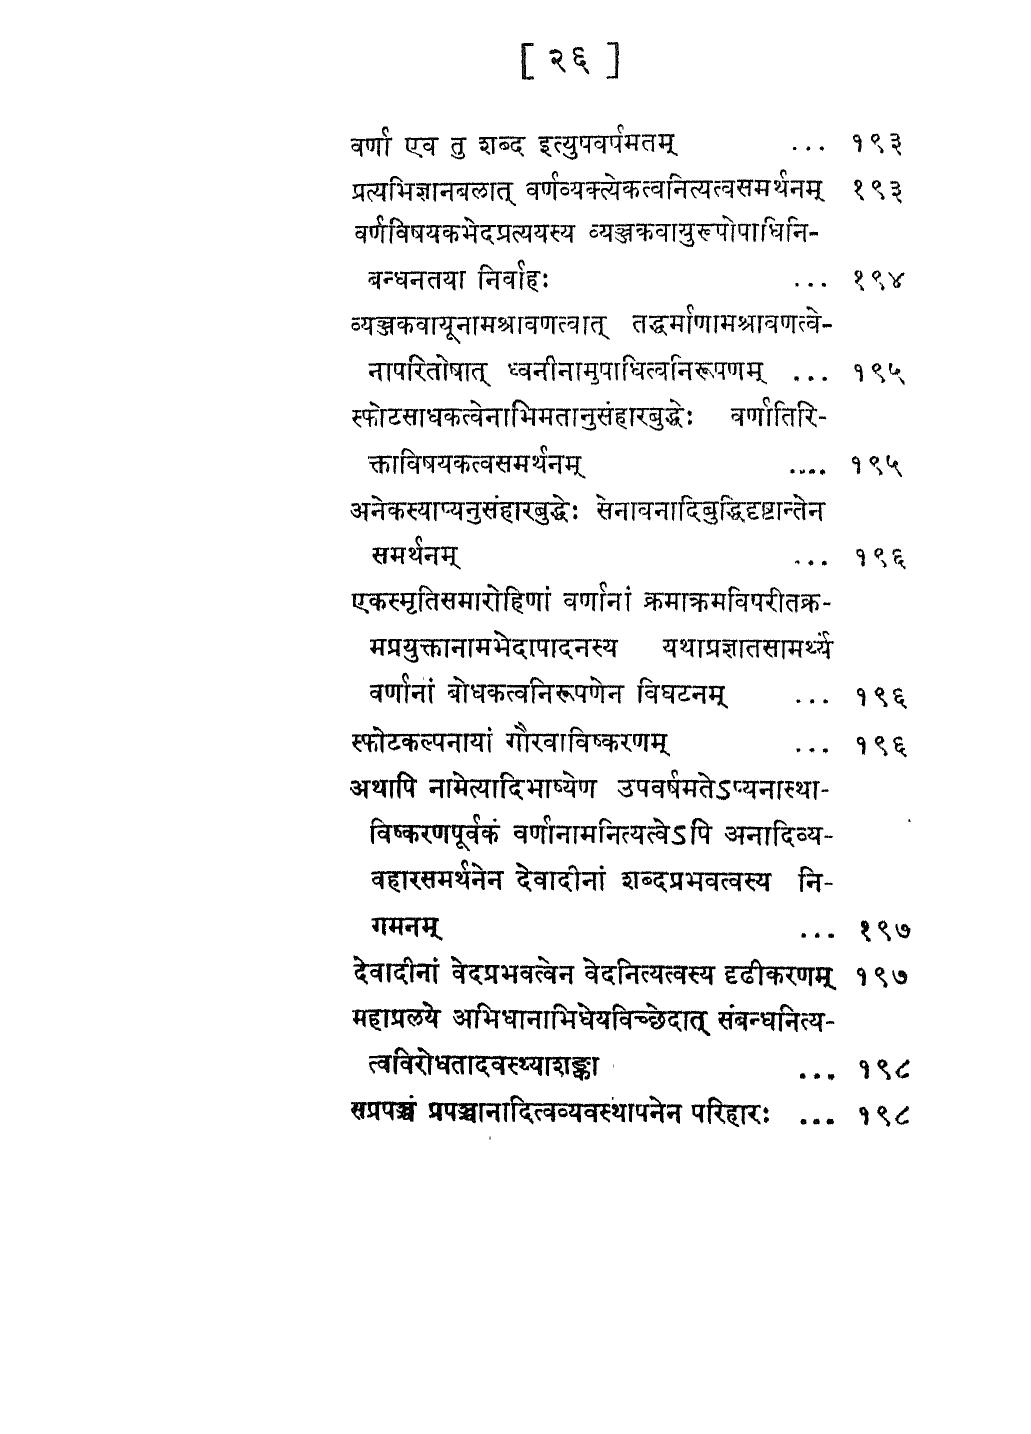 [ २६ ]
वर्णा एव तु शब्द इत्युपवर्षमतम् ... १९३
प्रत्यभिज्ञानबलात् वर्णव्यक्त्येकत्वनित्यत्वसमर्थनम् १९३
वर्णविषयकभेदप्रत्ययस्य व्यञ्जकवायुरूपोपाधिनि-
बन्धनतया निर्वाहः ... १९४
व्यञ्जकवायूनामश्रावणत्वात् तद्धर्माणामश्रावणत्वे-
नापरितोषात् ध्वनीनामुपाधित्वनिरूपणम् ... १९५
स्फोटसाधकत्वेनाभिमतानुसंहारबुद्धेः वर्णातिरि-
क्ताविषयकत्वसमर्थनम् .... १९५
अनेकस्याप्यनुसंहारबुद्धेः सेनावनादिबुद्धिदृष्टान्तेन
समर्थनम् ... १९६
एकस्मृतिसमारोहिणां वर्णानां क्रमाक्रमविपरीतक्र-
मप्रयुक्तानामभेदापादनस्य यथाप्रज्ञातसामर्थ्यं
वर्णानां बोधकत्वनिरूपणेन विघटनम् ... १९६
स्फोटकल्पनायां गौरवाविष्करणम् ... १९६
अथापि नामेत्यादिभाष्येण उपवर्षमतेऽप्यनास्था-
विष्करणपूर्वकं वर्णानामनित्यत्वेऽपि अनादिव्य-
वहारसमर्थनेन देवादीनां शब्दप्रभवत्वस्य नि-
गमनम् ... १९७
देवादीनां वेदप्रभवत्वेन वेदनित्यत्वस्य दृढीकरणम् १९७
महाप्रलये अभिधानाभिधेयविच्छेदात् संबन्धनित्य-
त्वविरोधतादवस्थ्याशङ्का ... १९८
सप्रपञ्चं प्रपञ्चानादित्वव्यवस्थापनेन परिहारः ... १९८